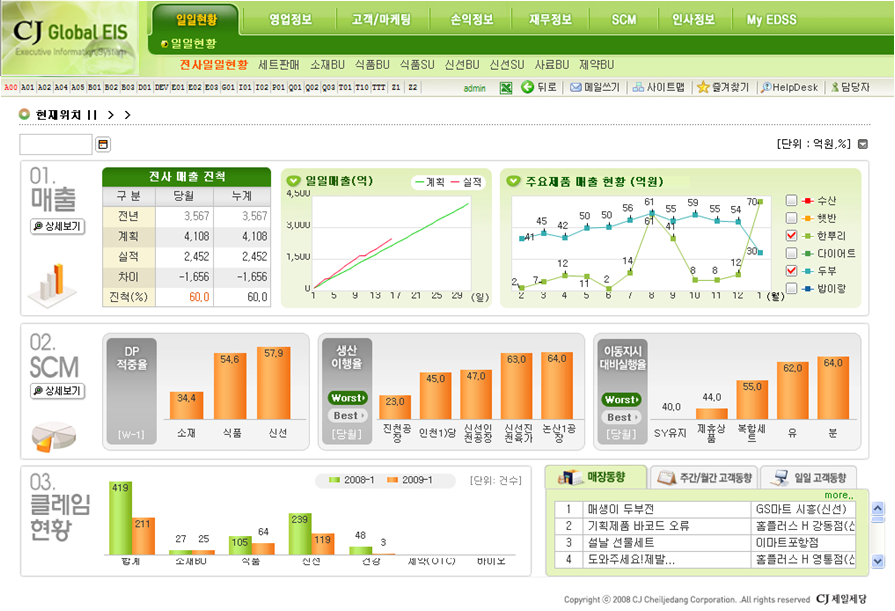 CJ Global EIS
Executive InformationSystem
일일현황 영업정보 고객/마케팅 손익정보 재무정보 SCM 인사정보 My EDSS
일일현황
전사일일현황 세트판매 소재BU 식품BU 식품SU 신선BU 신선SU 사료BU 제약BU
A00 A01 A02 A04 A05 B01 B02 B03 D01 DEV E01 E02 E03 G01 I01 I02 P01 Q01 Q02 Q03 T01 T10 TTT Z1 Z2 admin 뒤로 메일쓰기 사이트맵 즐겨찾기 HelpDesk 담당자
현재위치 II > >
[단위 : 억원,%]
01.
매출
상세보기
전사 매출 진척
구 분 당월 누계
전년 3,567 3,567
계획 4,108 4,108
실적 2,452 2,452
차이 -1,656 -1,656
진척(%) 60,0 60,0
일일매출(억) 계획 실적
4,500
3,000
1,500
0
1 5 9 13 17 21 25 29 (일)
주요제품 매출 현황 (억원)
41 45 42 50 50 56 61 55 59 55 54 30
2 7 12 11 2 14 61 41 8 8 12 70
2 3 4 5 6 7 8 9 10 11 12 1 (월)
수산
햇반
한뿌리
다이어트
두부
밥이랑
02.
SCM
상세보기
DP
적중율
[W-1]
34,4 54,6 57,9
소재 식품 신선
생산
이행율
Worst
Best
[당월]
23,0 45,0 47,0 63,0 64,0
진천공장 인천1)당 신선인천공장 신선진천육가 논산1공장
이동지시
대비실행율
Worst
Best
[당월]
40,0 44,0 55,0 62,0 64,0
SY유지 제휴상품 복합세트 유 분
03.
클레임
현황
2008-1 2009-1 [단위: 건수]
419 211 27 25 105 64 239 119 48 3
합계 소재BU 식품 신선 건강 제약(OTC) 바이오
매장동향 주간/월간 고객동향 일일 고객동향
more..
1 매생이 두부전 GS마트 시흥(신선)
2 기획제품 바코드 오류 홈플러스 H 강동점(신
3 설날 선물세트 이마트포항점
4 도와주세요!제발... 홈플러스 H 영통점(신
Copyright ⓒ 2008 CJ Cheiljedang Corporation. .All rights reserved CJ 제일제당